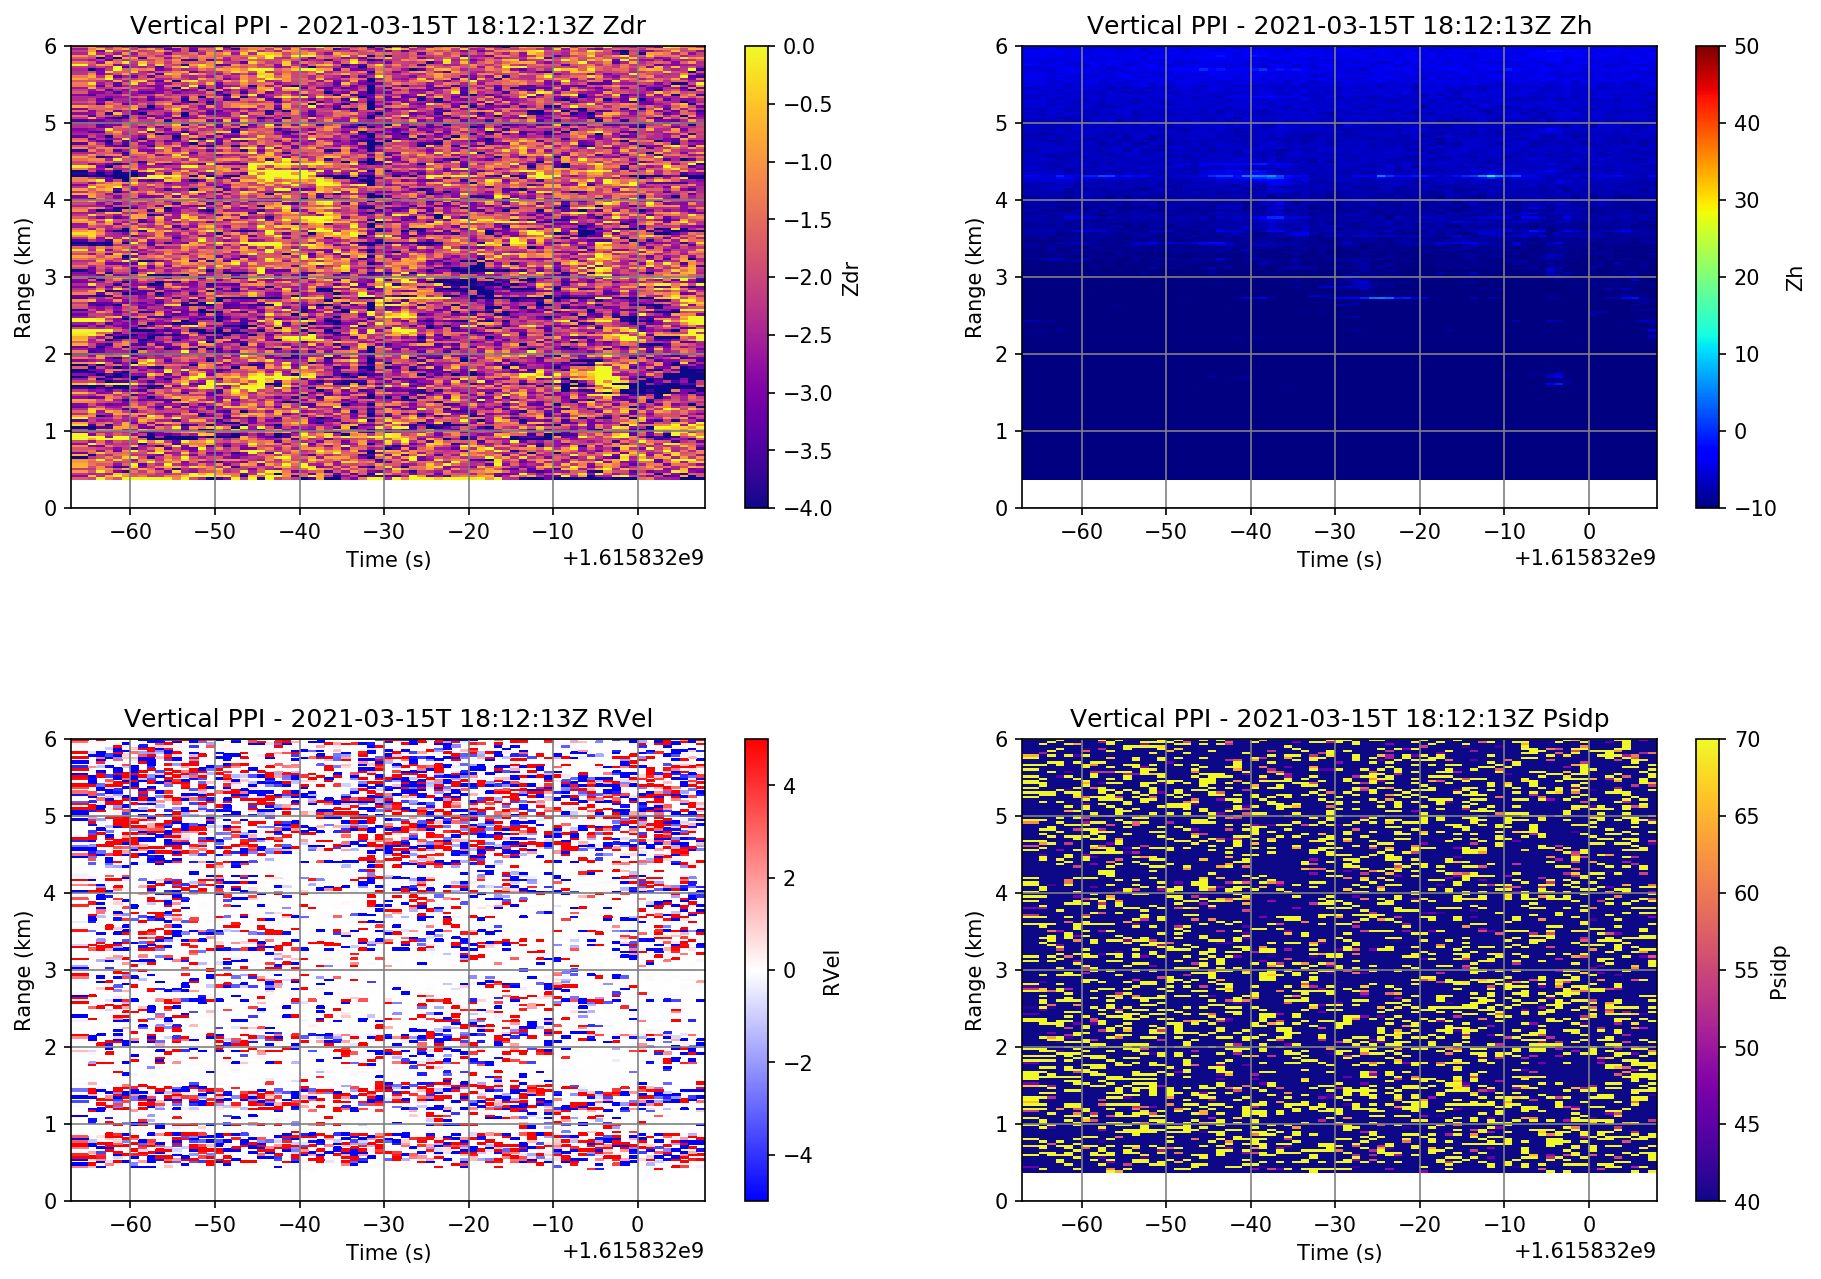 Vertical PPI - 2021-03-15T 18:12:13Z Zdr
6
5
4
3
2
1
0
Range (km)
−60 −50 −40 −30 −20 −10 0
Time (s)
+1.615832e9
0.0
−0.5
−1.0
−1.5
−2.0
−2.5
−3.0
−3.5
−4.0
Zdr
Vertical PPI - 2021-03-15T 18:12:13Z Zh
6
5
4
3
2
1
0
Range (km)
−60 −50 −40 −30 −20 −10 0
Time (s)
+1.615832e9
50
40
30
20
10
0
−10
Zh
Vertical PPI - 2021-03-15T 18:12:13Z RVel
6
5
4
3
2
1
0
Range (km)
−60 −50 −40 −30 −20 −10 0
Time (s)
+1.615832e9
4
2
0
−2
−4
RVel
Vertical PPI - 2021-03-15T 18:12:13Z Psidp
6
5
4
3
2
1
0
Range (km)
−60 −50 −40 −30 −20 −10 0
Time (s)
+1.615832e9
70
65
60
55
50
45
40
Psidp